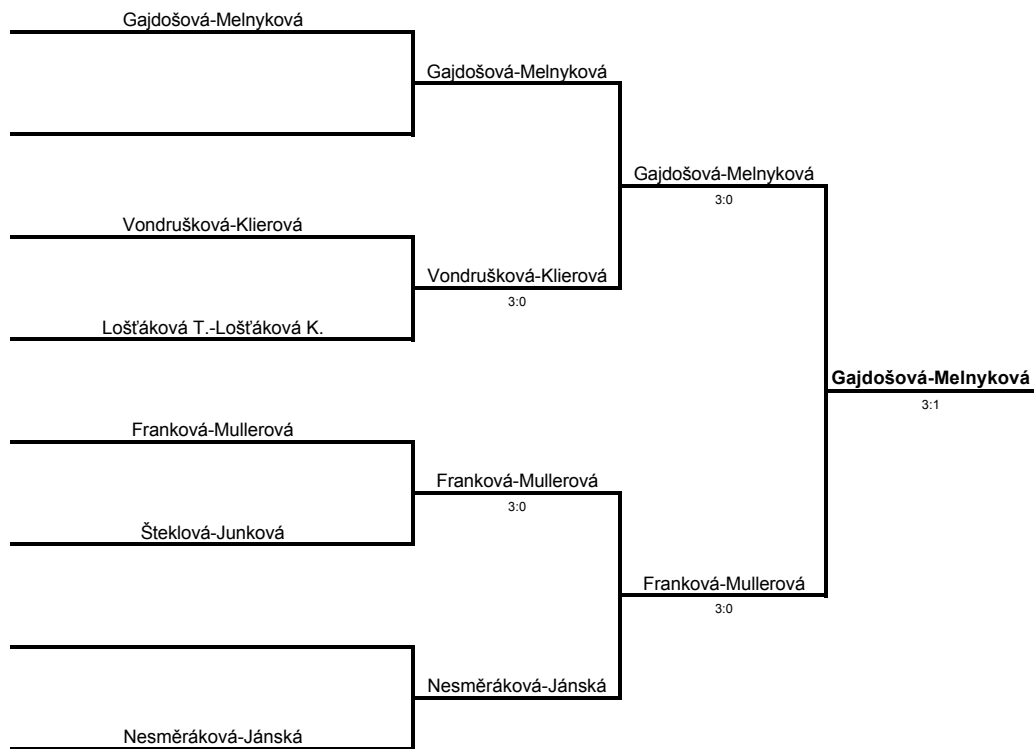 Gajdošová-Melnyková
Gajdošová-Melnyková
Gajdošová-Melnyková
3:0
Vondrušková-Klierová
Vondrušková-Klierová
3:0
Lošťáková T.-Lošťáková K.
Gajdošová-Melnyková
3:1
Franková-Mullerová
Franková-Mullerová
3:0
Šteklová-Junková
Franková-Mullerová
3:0
Nesměráková-Jánská
Nesměráková-Jánská